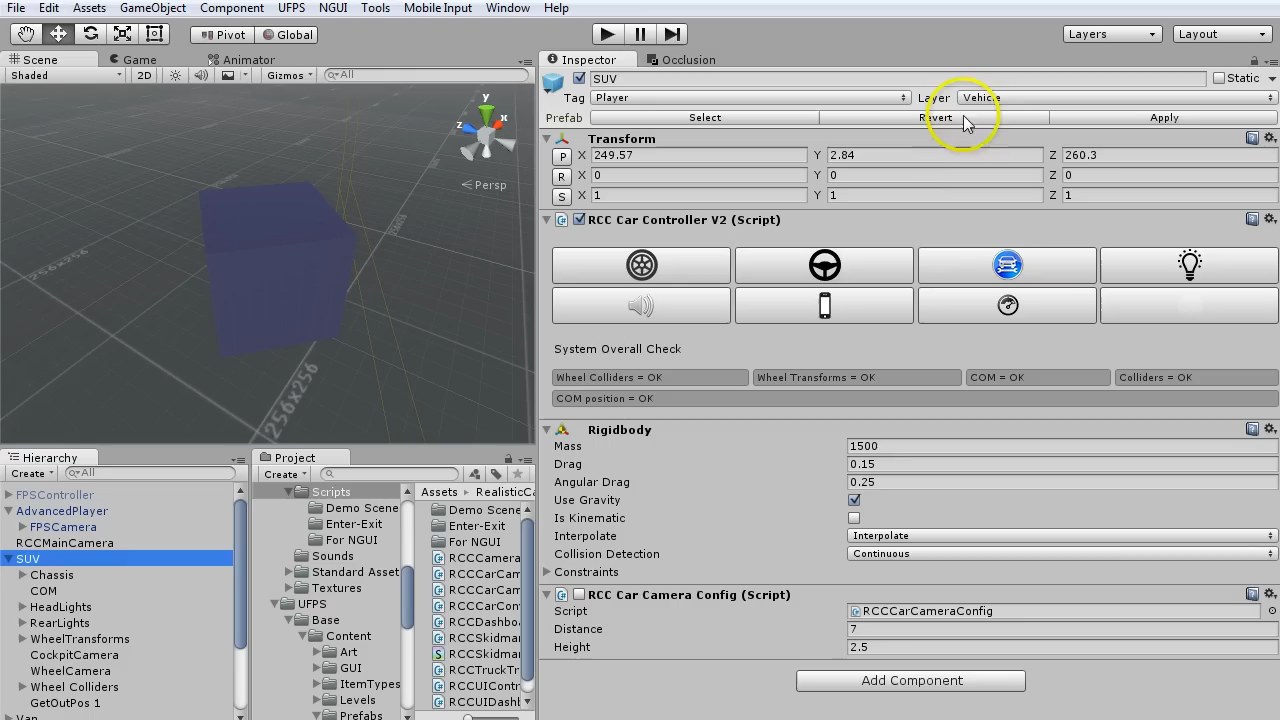 File Edit Assets GameObject Component UFPS NGUI Tools Mobile Input Window Help
Pivot Global Layers Layout
Scene Game Animator
Shaded 2D Gizmos All
y
z x
Persp
256x256
256x256
256x256
Inspector Occlusion
SUV Static
Tag Player Layer Vehicle
Prefab Select Revert Apply
Transform
P X 249.57 Y 2.84 Z 260.3
R X 0 Y 0 Z 0
S X 1 Y 1 Z 1
RCC Car Controller V2 (Script)
System Overall Check
Wheel Colliders = OK Wheel Transforms = OK COM = OK Colliders = OK
COM position = OK
Rigidbody
Mass 1500
Drag 0.15
Angular Drag 0.25
Use Gravity
Is Kinematic
Interpolate Interpolate
Collision Detection Continuous
Constraints
RCC Car Camera Config (Script)
Script RCCCarCameraConfig
Distance 7
Height 2.5
Add Component
Hierarchy
Create All
FPSController
AdvancedPlayer
FPSCamera
RCCMainCamera
SUV
Chassis
COM
HeadLights
RearLights
WheelTransforms
CockpitCamera
WheelCamera
Wheel Colliders
GetOutPos 1
Van
Project
Create
Scripts
Demo Scene
Enter-Exit
For NGUI
Sounds
Standard Asset
Textures
UFPS
Base
Content
Art
GUI
ItemTypes
Levels
Prefabs
Assets RealisticCa
Demo Scene
Enter-Exit
For NGUI
RCCCamera
RCCCarCam
RCCCarCam
RCCCarCon
RCCDashbo
RCCSkidmar
RCCSkidmar
RCCTruckTr
RCCUIContr
RCCUIDash